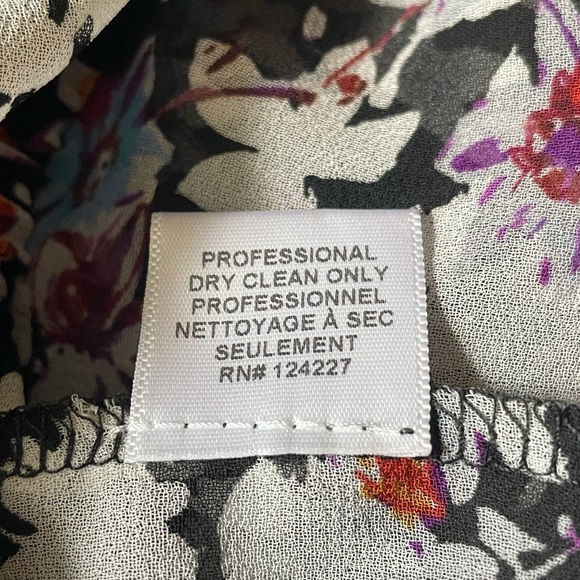 PROFESSIONAL
DRY CLEAN ONLY
PROFESSIONNEL
NETTOYAGE À SEC
SEULEMENT
RN# 124227